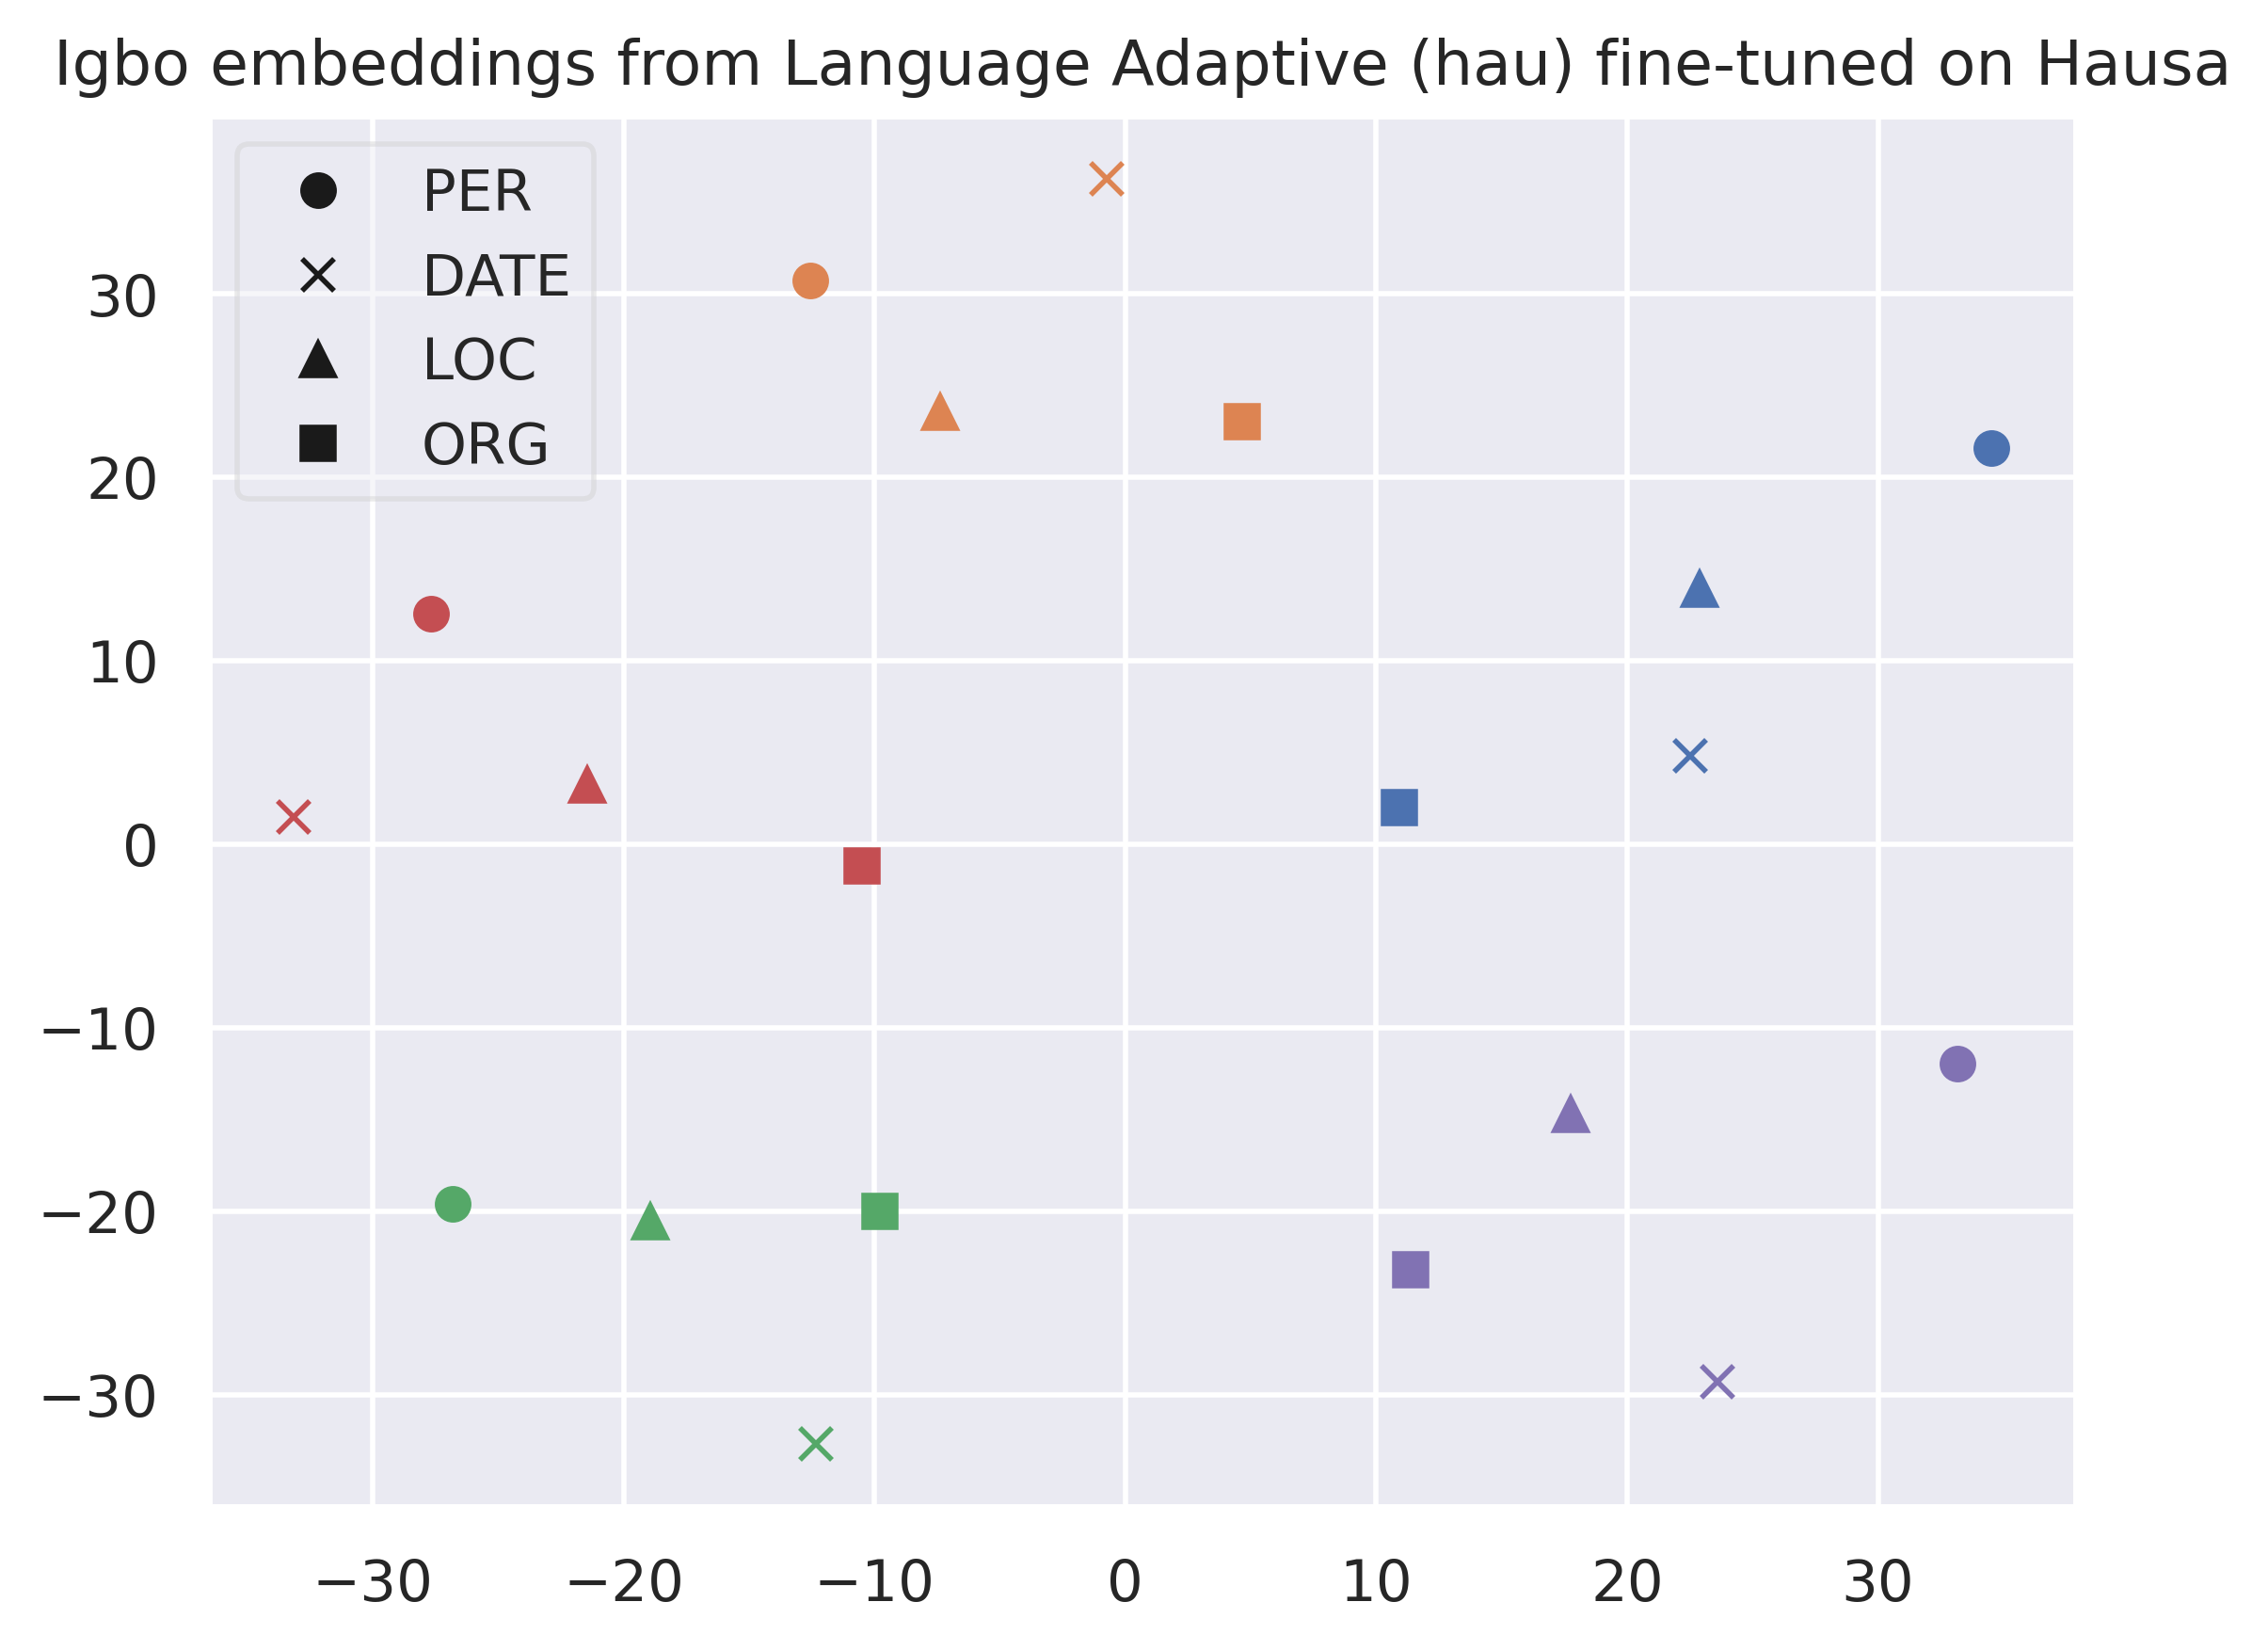 Igbo embeddings from Language Adaptive (hau) fine-tuned on Hausa
PER
DATE
LOC
ORG
30
20
10
0
−10
−20
−30
−30 −20 −10 0 10 20 30